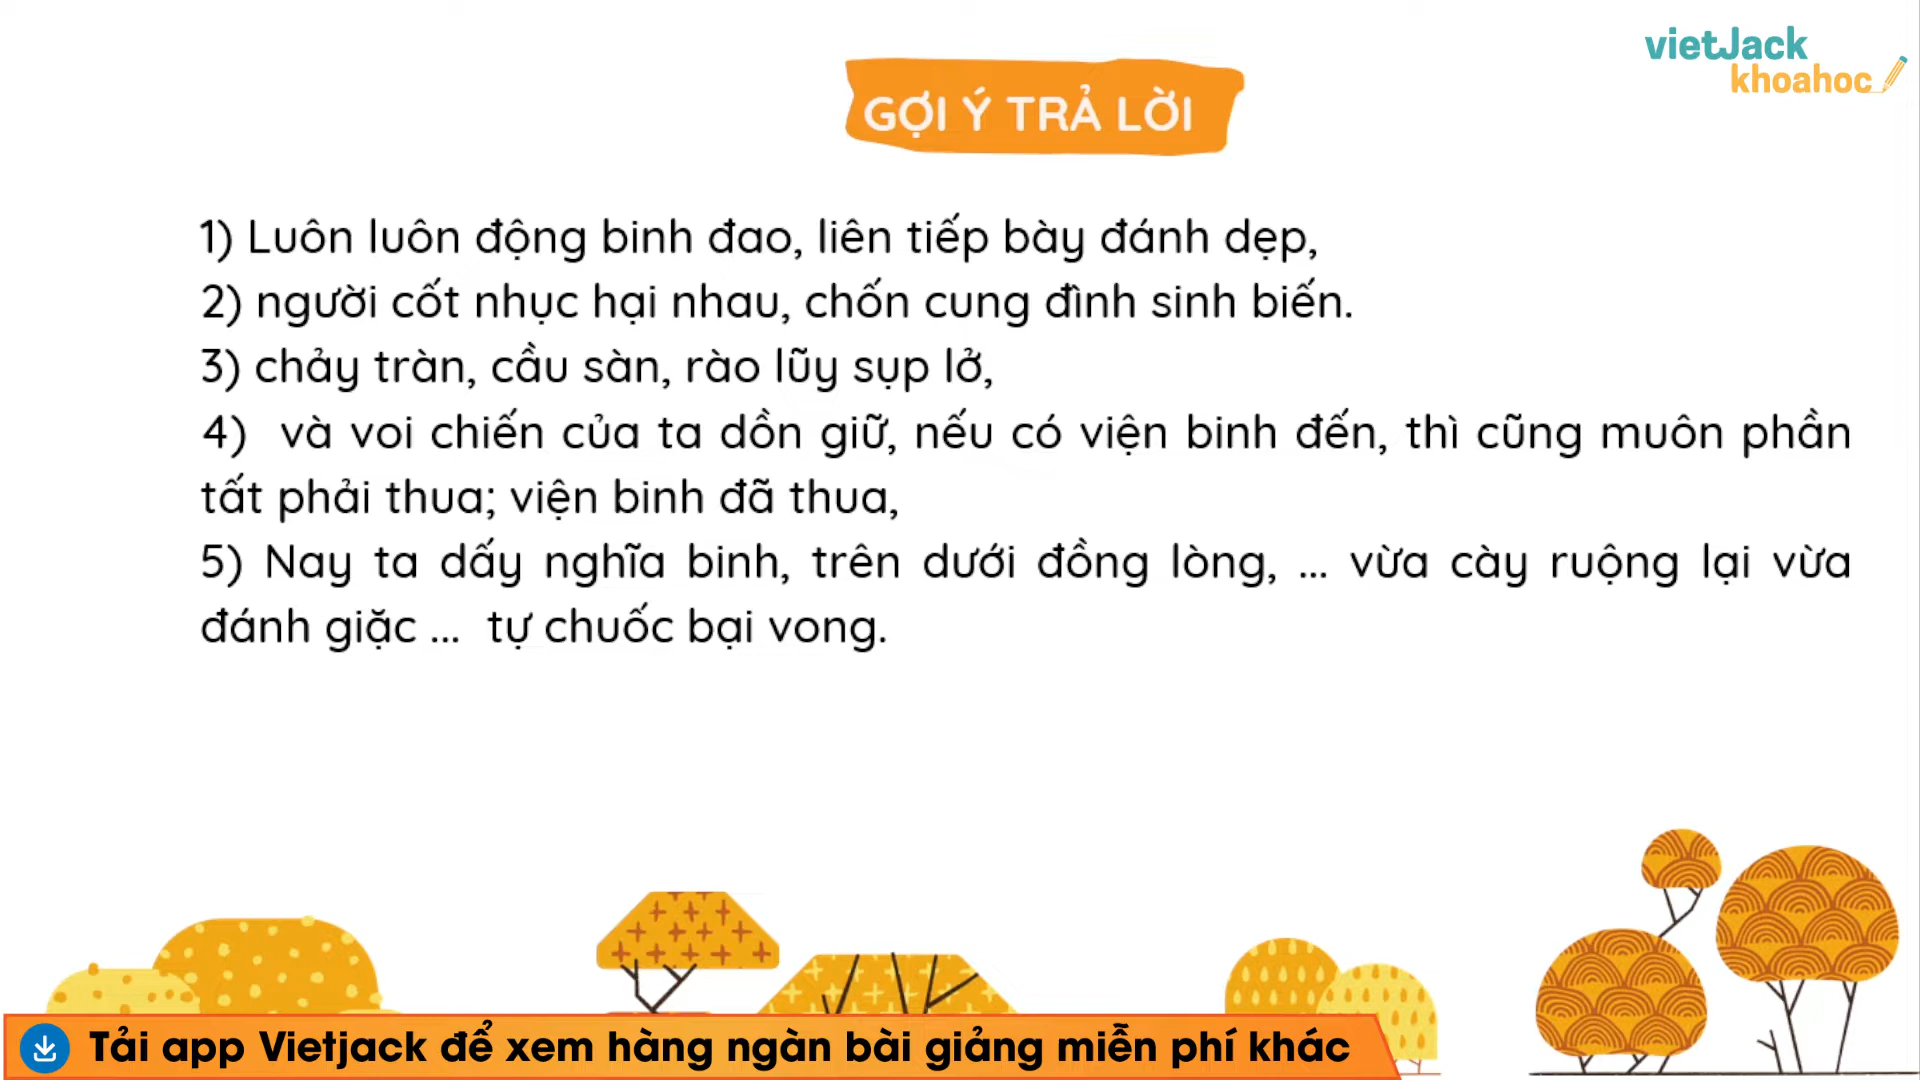 vietJack
khoahoc
GỢI Ý TRẢ LỜI
1) Luôn luôn động binh đao, liên tiếp bày đánh dẹp,
2) người cốt nhục hại nhau, chốn cung đình sinh biến.
3) chảy tràn, cầu sàn, rào lũy sụp lở,
4) và voi chiến của ta dồn giữ, nếu có viện binh đến, thì cũng muôn phần
tất phải thua; viện binh đã thua,
5) Nay ta dấy nghĩa binh, trên dưới đồng lòng, ... vừa cày ruộng lại vừa
đánh giặc ... tự chuốc bại vong.
Tải app Vietjack để xem hàng ngàn bài giảng miễn phí khác